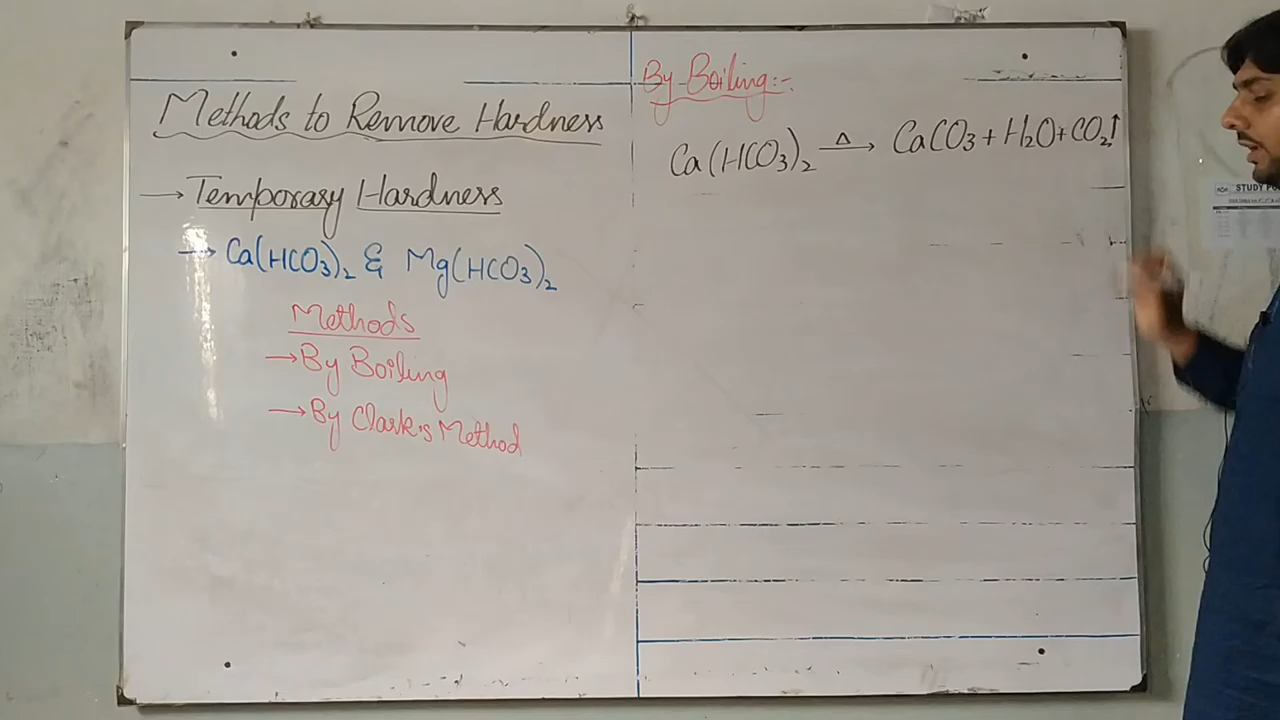 Methods to Remove Hardness
→ Temporary Hardness
→ Ca(HCO3)2 & Mg(HCO3)2
Methods
→ By Boiling
→ By Clark's Method
By Boiling:-
Ca(HCO3)2 —Δ→ CaCO3 + H2O + CO2↑
STUDY